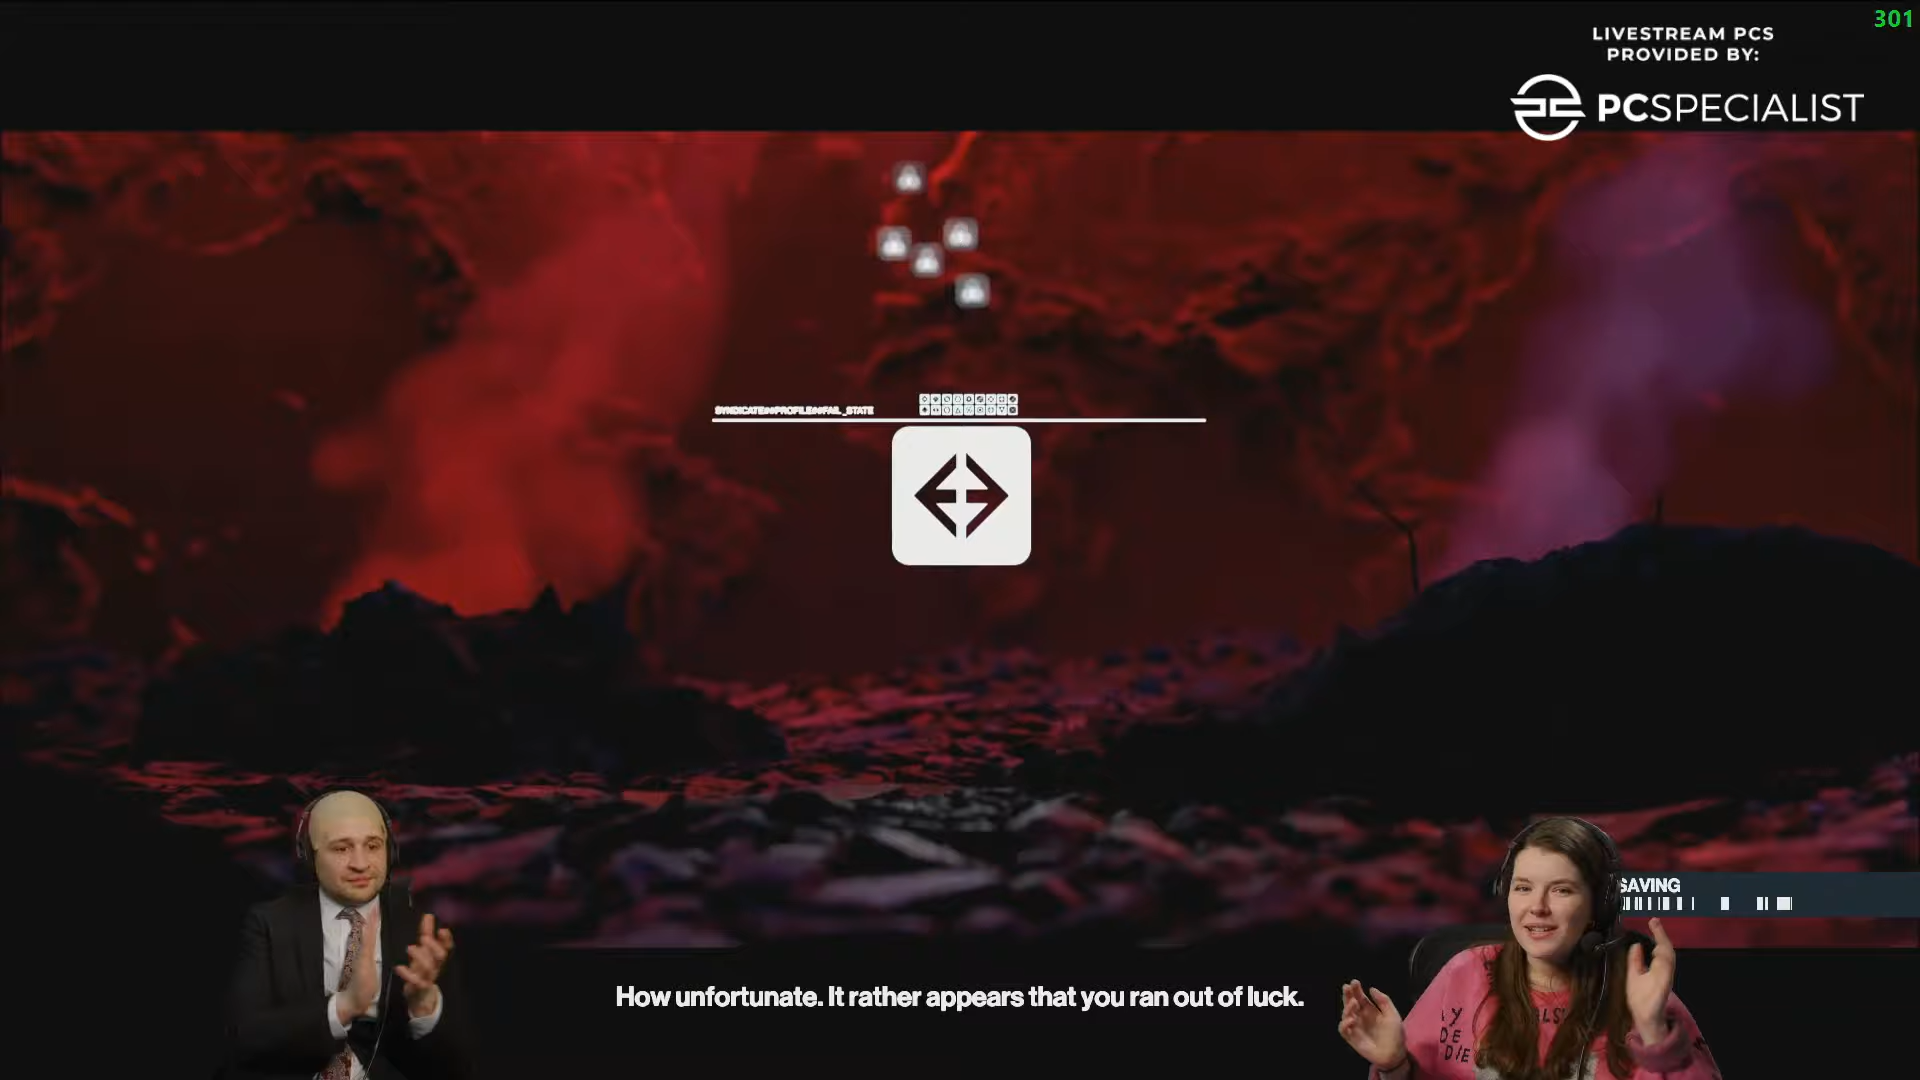 301
LIVESTREAM PCS
PROVIDED BY:
PCSPECIALIST
SAVING
How unfortunate. It rather appears that you ran out of luck.